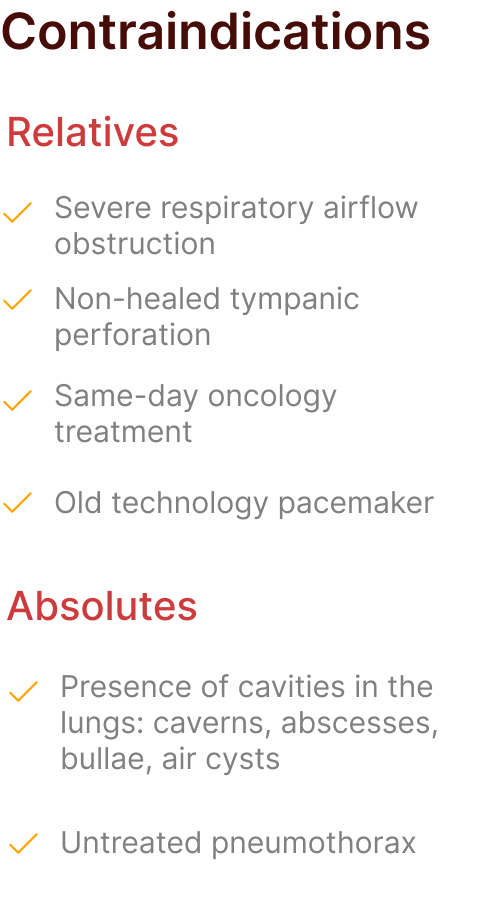 Contraindications
Relatives
Severe respiratory airflow
obstruction
Non-healed tympanic
perforation
Same-day oncology
treatment
Old technology pacemaker
Absolutes
Presence of cavities in the
lungs: caverns, abscesses,
bullae, air cysts
Untreated pneumothorax